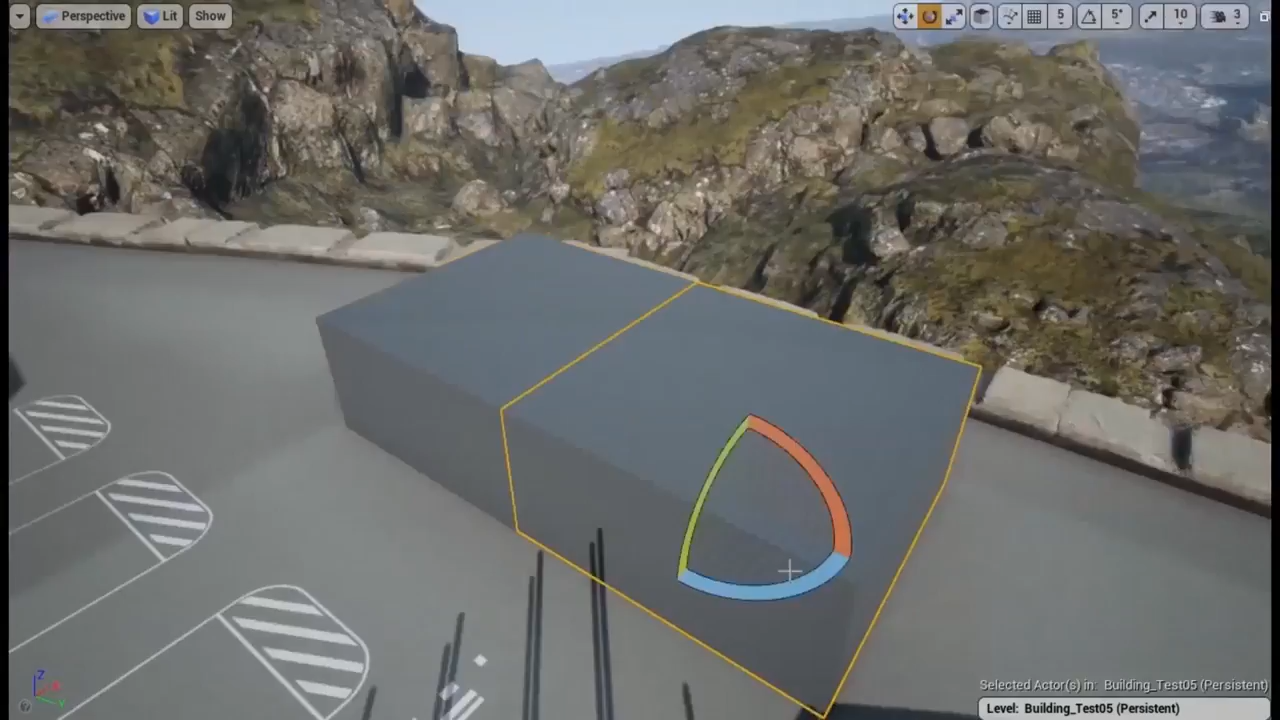 Perspective Lit Show 5 5° 10 3
Z
X
Y
Selected Actor(s) in: Building_Test05 (Persistent)
Level: Building_Test05 (Persistent)